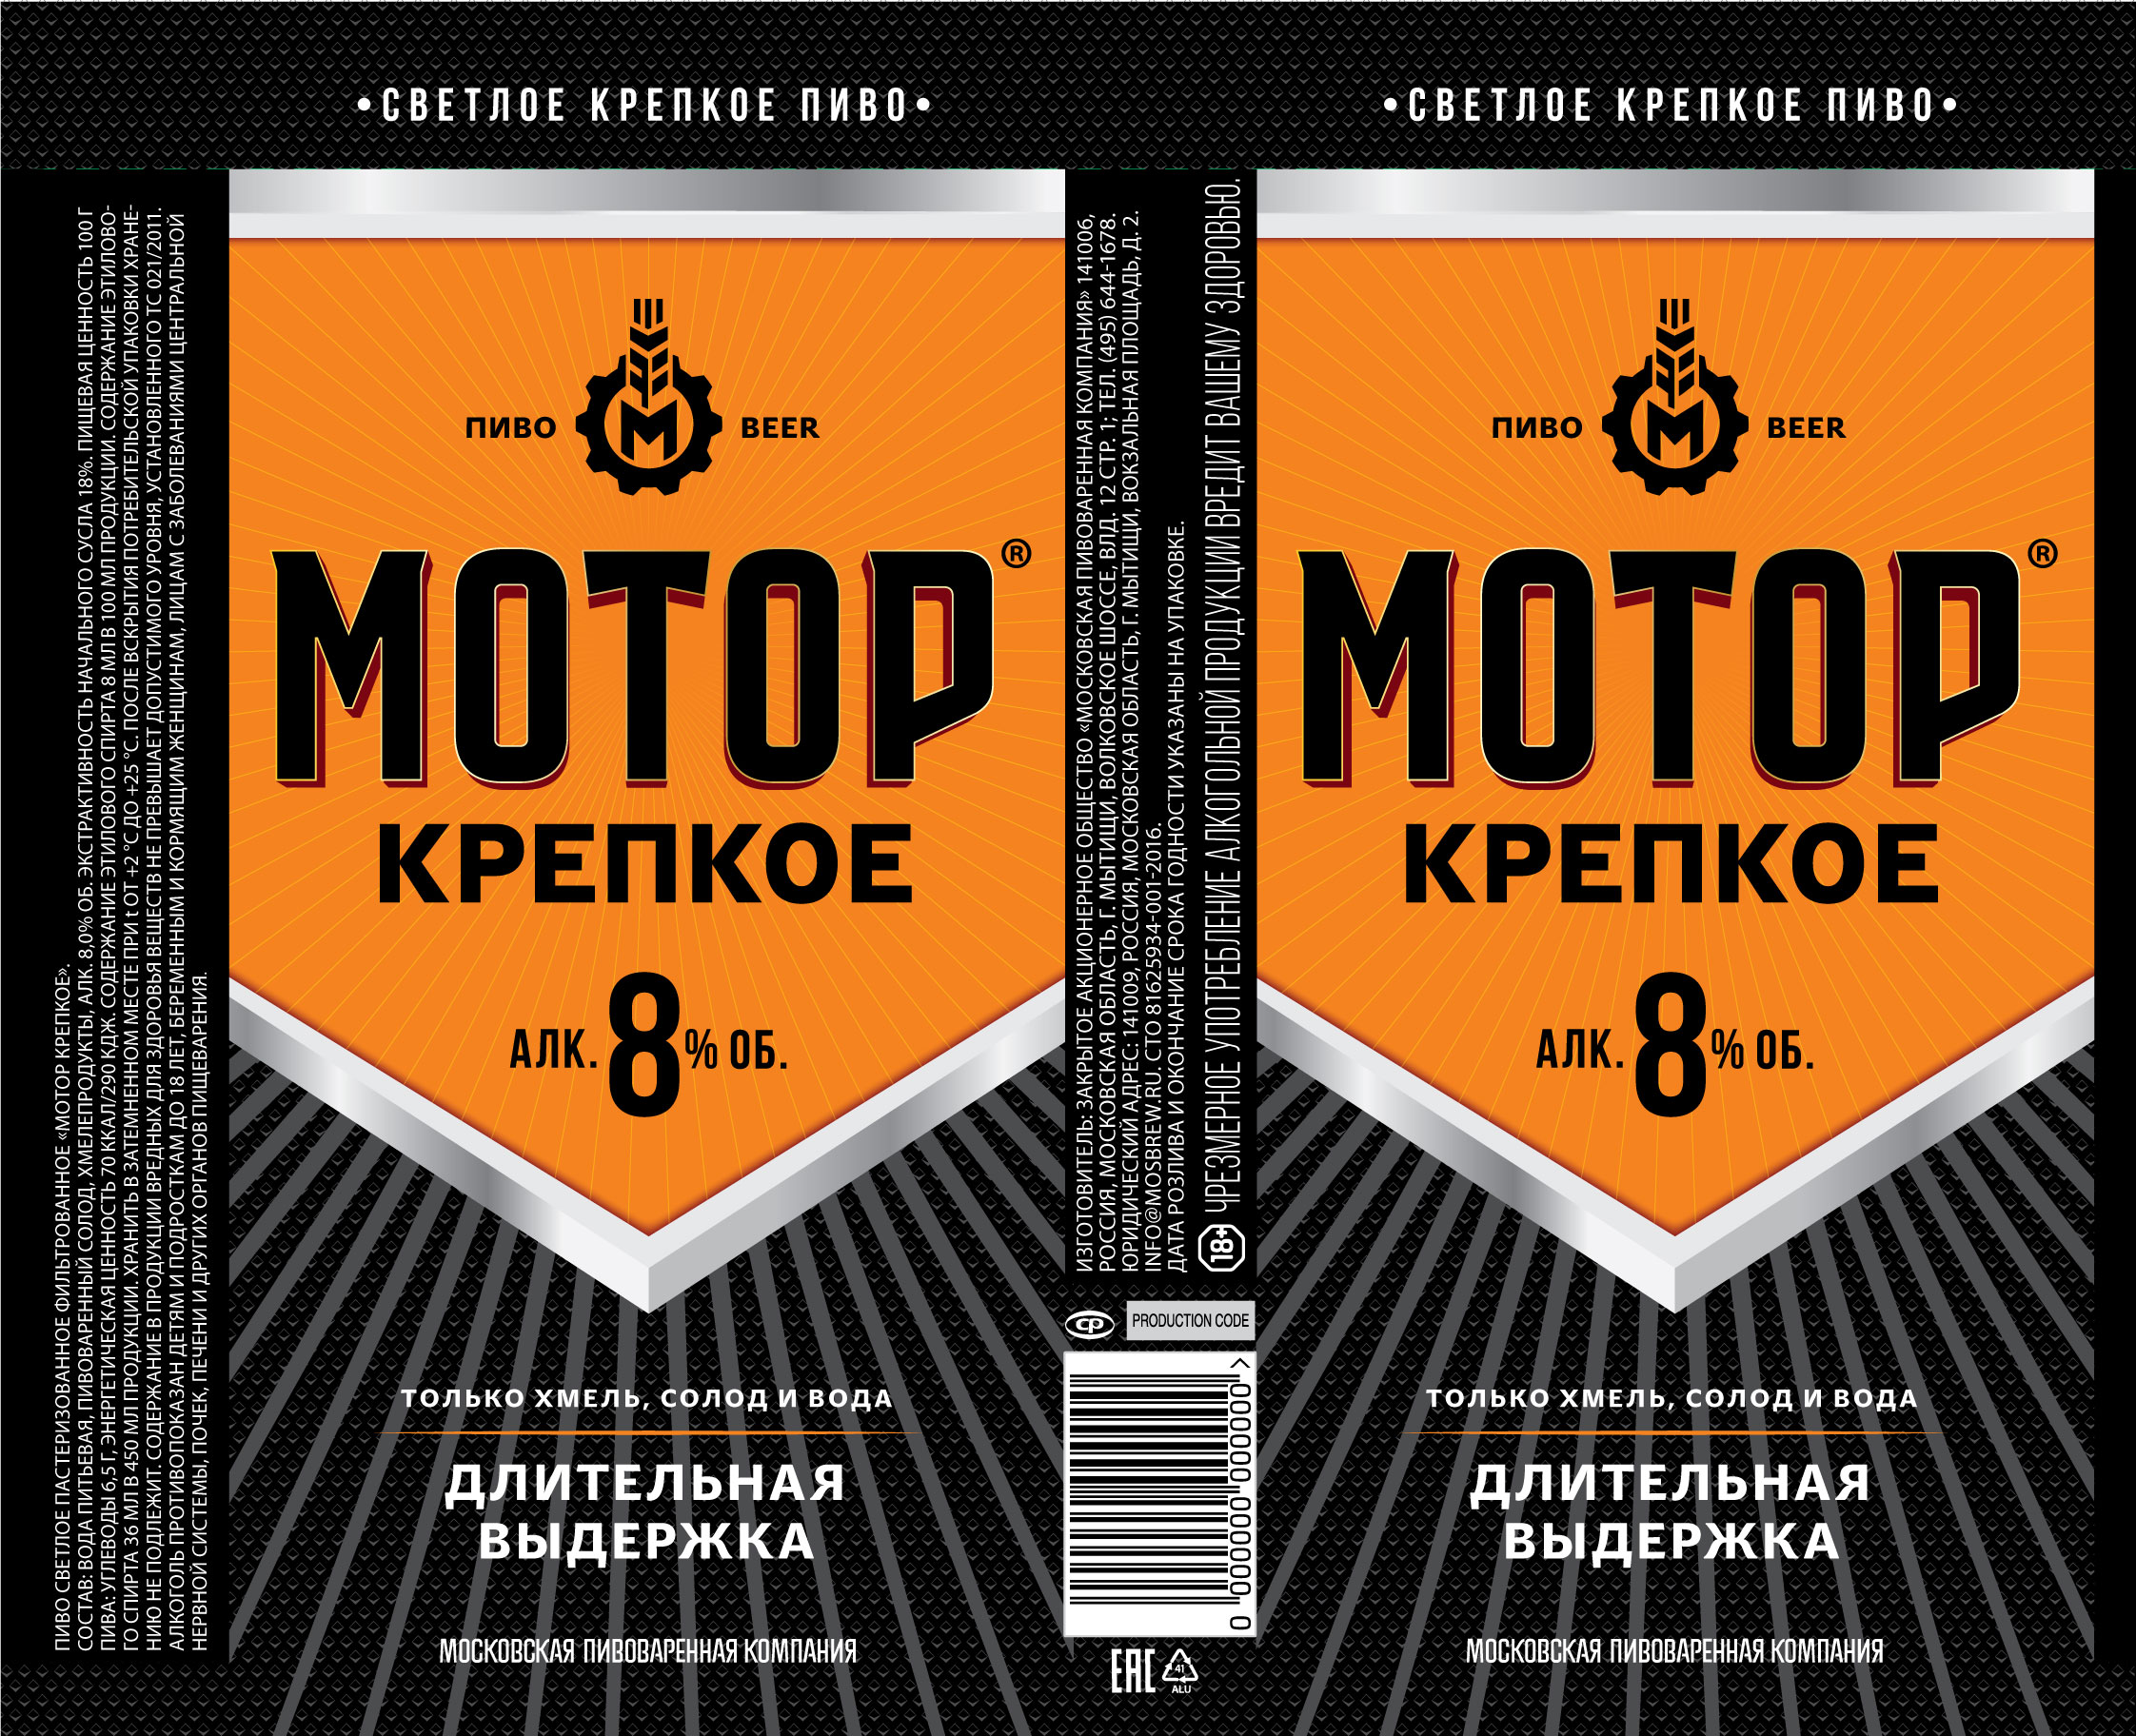 •СВЕТЛОЕ КРЕПКОЕ ПИВО•
•СВЕТЛОЕ КРЕПКОЕ ПИВО•
ПИВО СВЕТЛОЕ ПАСТЕРИЗОВАННОЕ ФИЛЬТРОВАННОЕ «МОТОР КРЕПКОЕ».
СОСТАВ: ВОДА ПИТЬЕВАЯ, ПИВОВАРЕННЫЙ СОЛОД, ХМЕЛЕПРОДУКТЫ, АЛК. 8,0% ОБ. ЭКСТРАКТИВНОСТЬ НАЧАЛЬНОГО СУСЛА 18%. ПИЩЕВАЯ ЦЕННОСТЬ 100 Г
ПИВА: УГЛЕВОДЫ 6,5 Г, ЭНЕРГЕТИЧЕСКАЯ ЦЕННОСТЬ 70 ККАЛ/290 КДЖ. СОДЕРЖАНИЕ ЭТИЛОВОГО СПИРТА 8 МЛ В 100 МЛ ПРОДУКЦИИ. СОДЕРЖАНИЕ ЭТИЛОВО-
ГО СПИРТА 36 МЛ В 450 МЛ ПРОДУКЦИИ. ХРАНИТЬ В ЗАТЕМНЕННОМ МЕСТЕ ПРИ t ОТ +2 °С ДО +25 °С. ПОСЛЕ ВСКРЫТИЯ ПОТРЕБИТЕЛЬСКОЙ УПАКОВКИ ХРАНЕ-
НИЮ НЕ ПОДЛЕЖИТ. СОДЕРЖАНИЕ В ПРОДУКЦИИ ВРЕДНЫХ ДЛЯ ЗДОРОВЬЯ ВЕЩЕСТВ НЕ ПРЕВЫШАЕТ ДОПУСТИМОГО УРОВНЯ, УСТАНОВЛЕННОГО ТС 021/201.
АЛКОГОЛЬ ПРОТИВОПОКАЗАН ДЕТЯМ И ПОДРОСТКАМ ДО 18 ЛЕТ, БЕРЕМЕННЫМ И КОРМЯЩИМ ЖЕНЩИНАМ, ЛИЦАМ С ЗАБОЛЕВАНИЯМИ ЦЕНТРАЛЬНОЙ
НЕРВНОЙ СИСТЕМЫ, ПОЧЕК, ПЕЧЕНИ И ДРУГИХ ОРГАНОВ ПИЩЕВАРЕНИЯ.
ПИВО М BEER
МОТОР®
КРЕПКОЕ
АЛК. 8% ОБ.
ТОЛЬКО ХМЕЛЬ, СОЛОД И ВОДА
ДЛИТЕЛЬНАЯ
ВЫДЕРЖКА
МОСКОВСКАЯ ПИВОВАРЕННАЯ КОМПАНИЯ
ИЗГОТОВИТЕЛЬ: ЗАКРЫТОЕ АКЦИОНЕРНОЕ ОБЩЕСТВО «МОСКОВСКАЯ ПИВОВАРЕННАЯ КОМПАНИЯ» 141006,
РОССИЯ, МОСКОВСКАЯ ОБЛАСТЬ, Г. МЫТИЩИ, ВОЛКОВСКОЕ ШОССЕ, ВЛД. 12 СТР. 1; ТЕЛ. (495) 644-1678.
ЮРИДИЧЕСКИЙ АДРЕС: 141009, РОССИЯ, МОСКОВСКАЯ ОБЛАСТЬ, Г. МЫТИЩИ, ВОКЗАЛЬНАЯ ПЛОЩАДЬ, Д. 2.
INFO@MOSBREW.RU. СТО 81625934-001-2016.
ДАТА РОЗЛИВА И ОКОНЧАНИЕ СРОКА ГОДНОСТИ УКАЗАНЫ НА УПАКОВКЕ.
18+ ЧРЕЗМЕРНОЕ УПОТРЕБЛЕНИЕ АЛКОГОЛЬНОЙ ПРОДУКЦИИ ВРЕДИТ ВАШЕМУ ЗДОРОВЬЮ.
СР PRODUCTION CODE
0 000000 000000 >
EAC 41
ALU
ПИВО М BEER
МОТОР®
КРЕПКОЕ
АЛК. 8% ОБ.
ТОЛЬКО ХМЕЛЬ, СОЛОД И ВОДА
ДЛИТЕЛЬНАЯ
ВЫДЕРЖКА
МОСКОВСКАЯ ПИВОВАРЕННАЯ КОМПАНИЯ